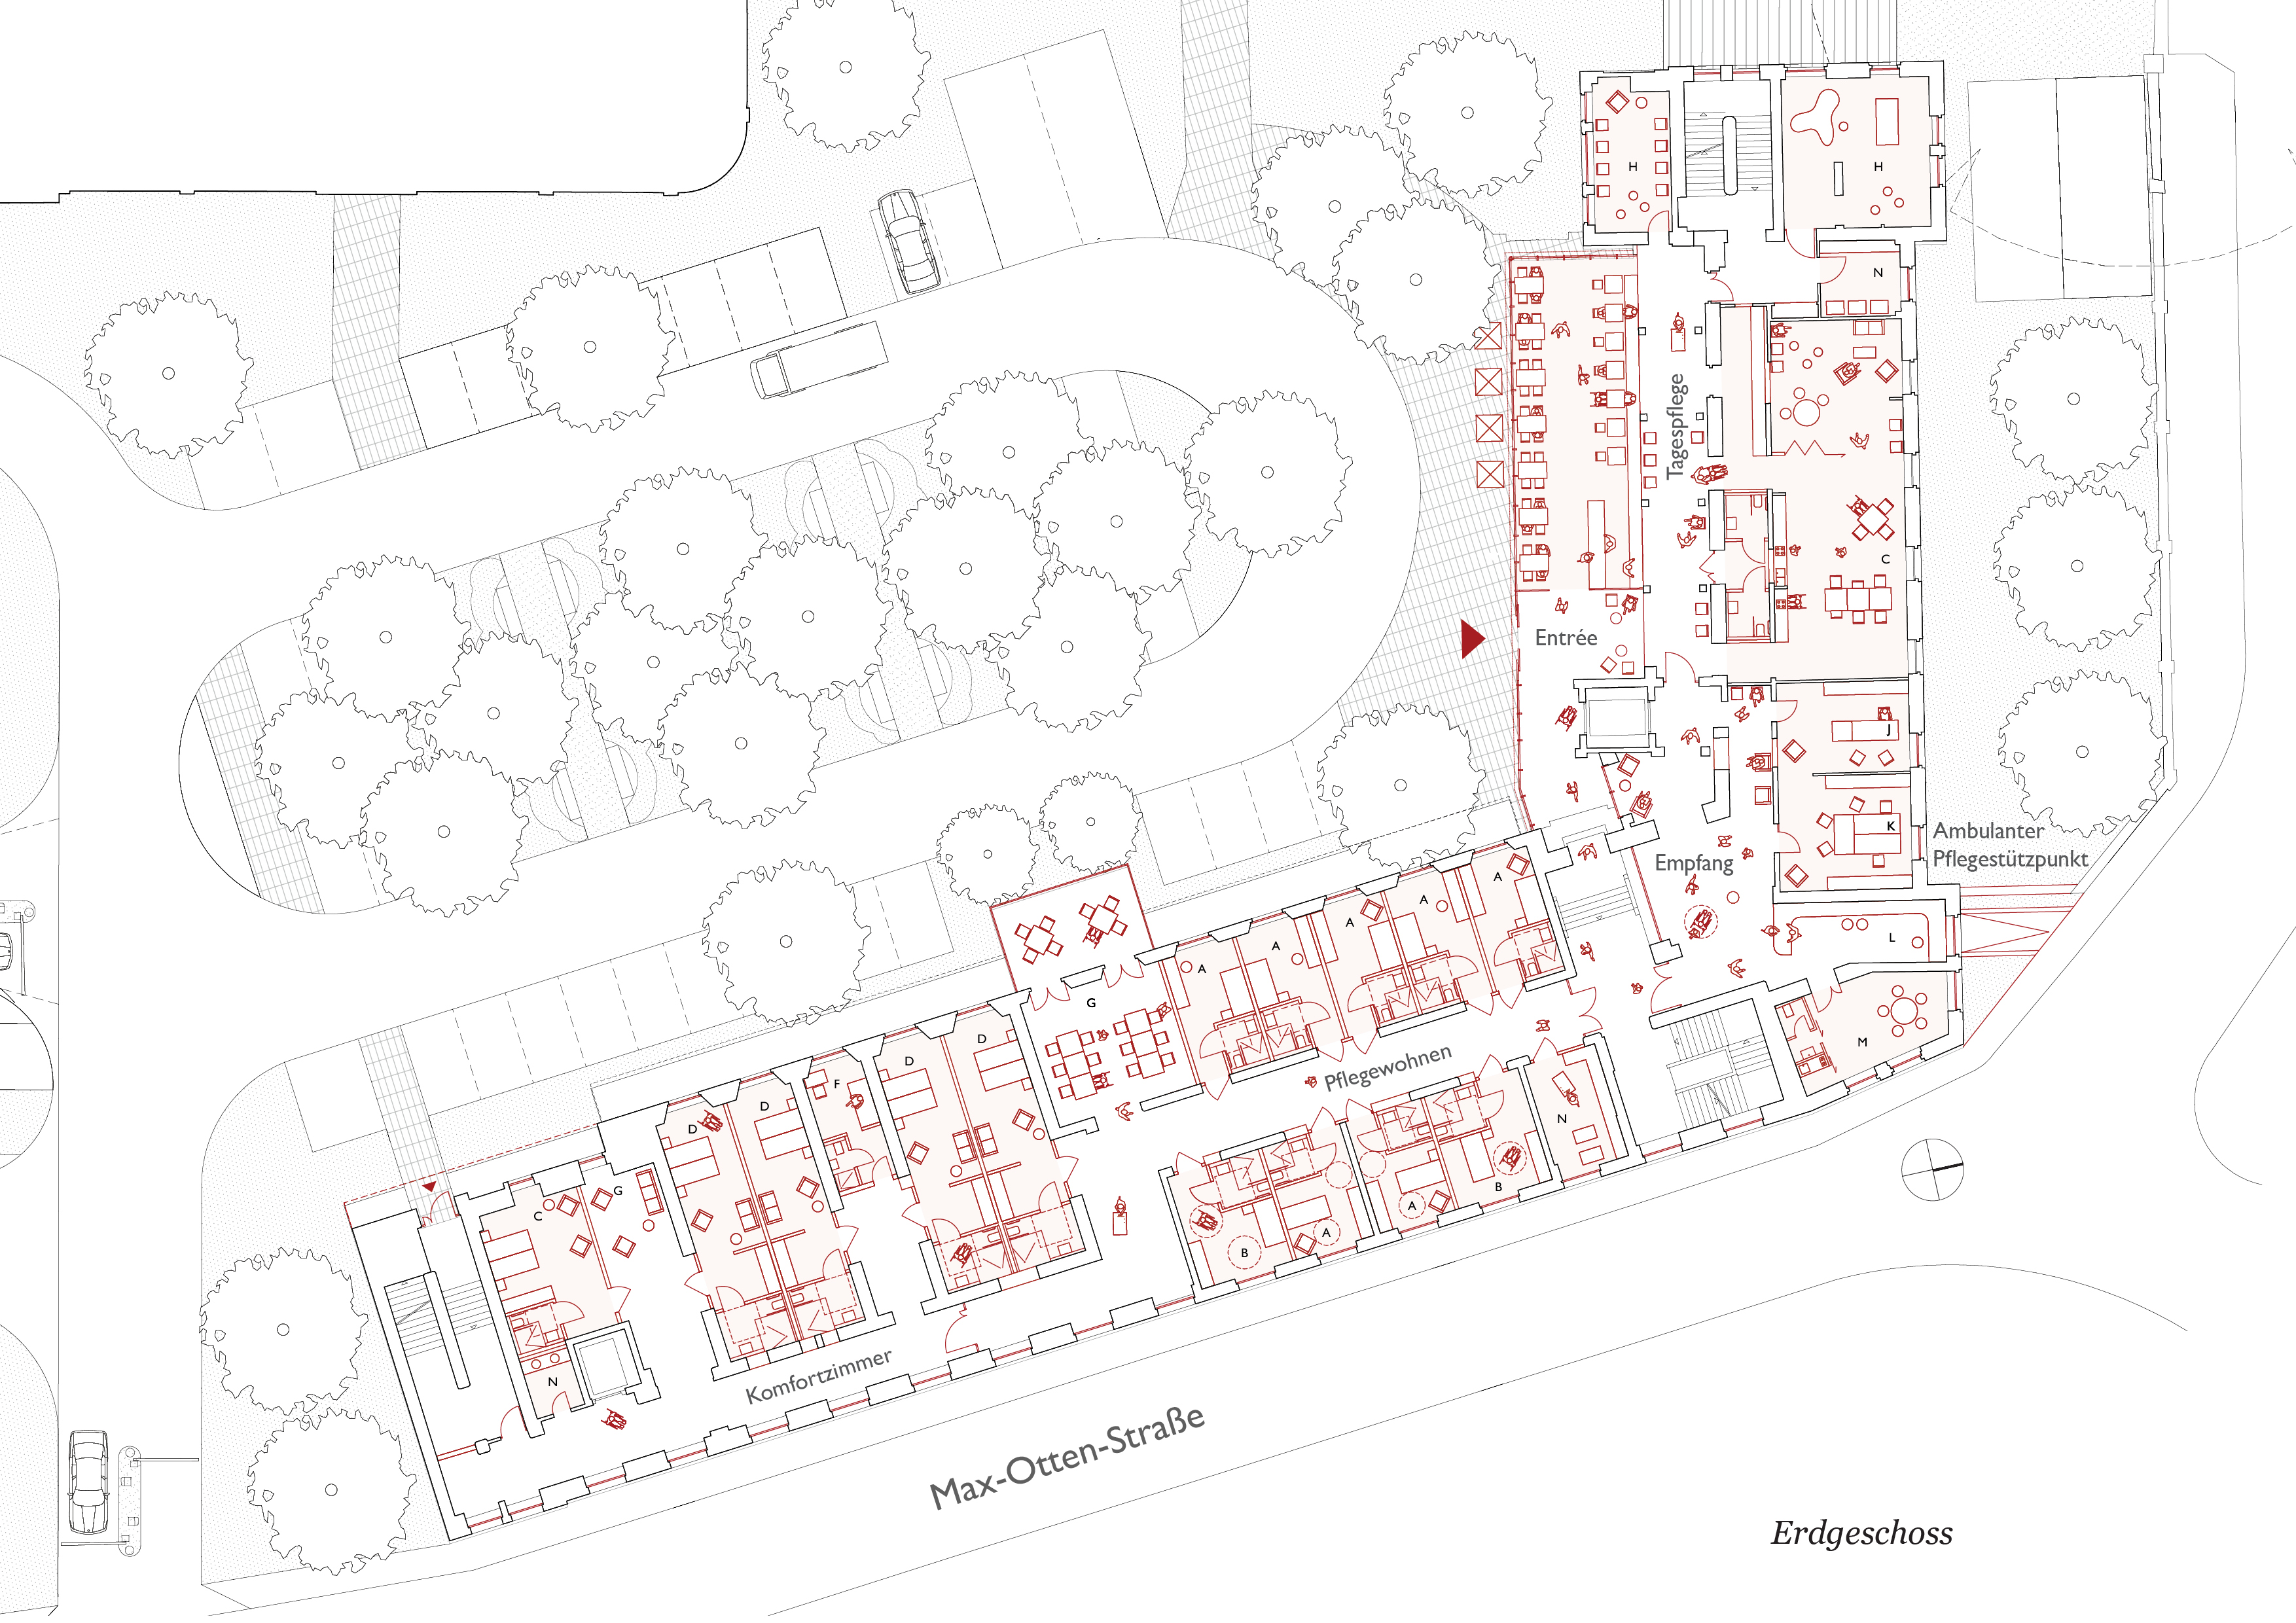 H
H
N
Tagespflege
C
Entrée
J
K
Ambulanter
Pflegestützpunkt
Empfang
L
M
A
A
A
A
A
G
Pflegewohnen
N
D
D
F
D
D
B
A
A
B
G
C
N
Komfortzimmer
Max-Otten-Straße
Erdgeschoss